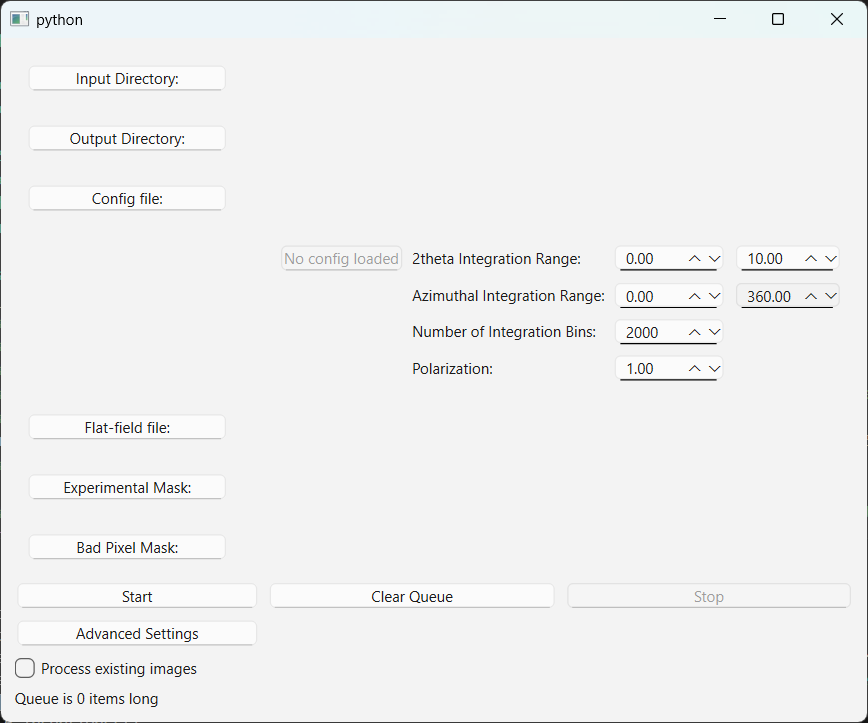 python
Input Directory:
Output Directory:
Config file:
No config loaded 2theta Integration Range: 0.00 10.00
Azimuthal Integration Range: 0.00 360.00
Number of Integration Bins: 2000
Polarization: 1.00
Flat-field file:
Experimental Mask:
Bad Pixel Mask:
Start Clear Queue Stop
Advanced Settings
Process existing images
Queue is 0 items long